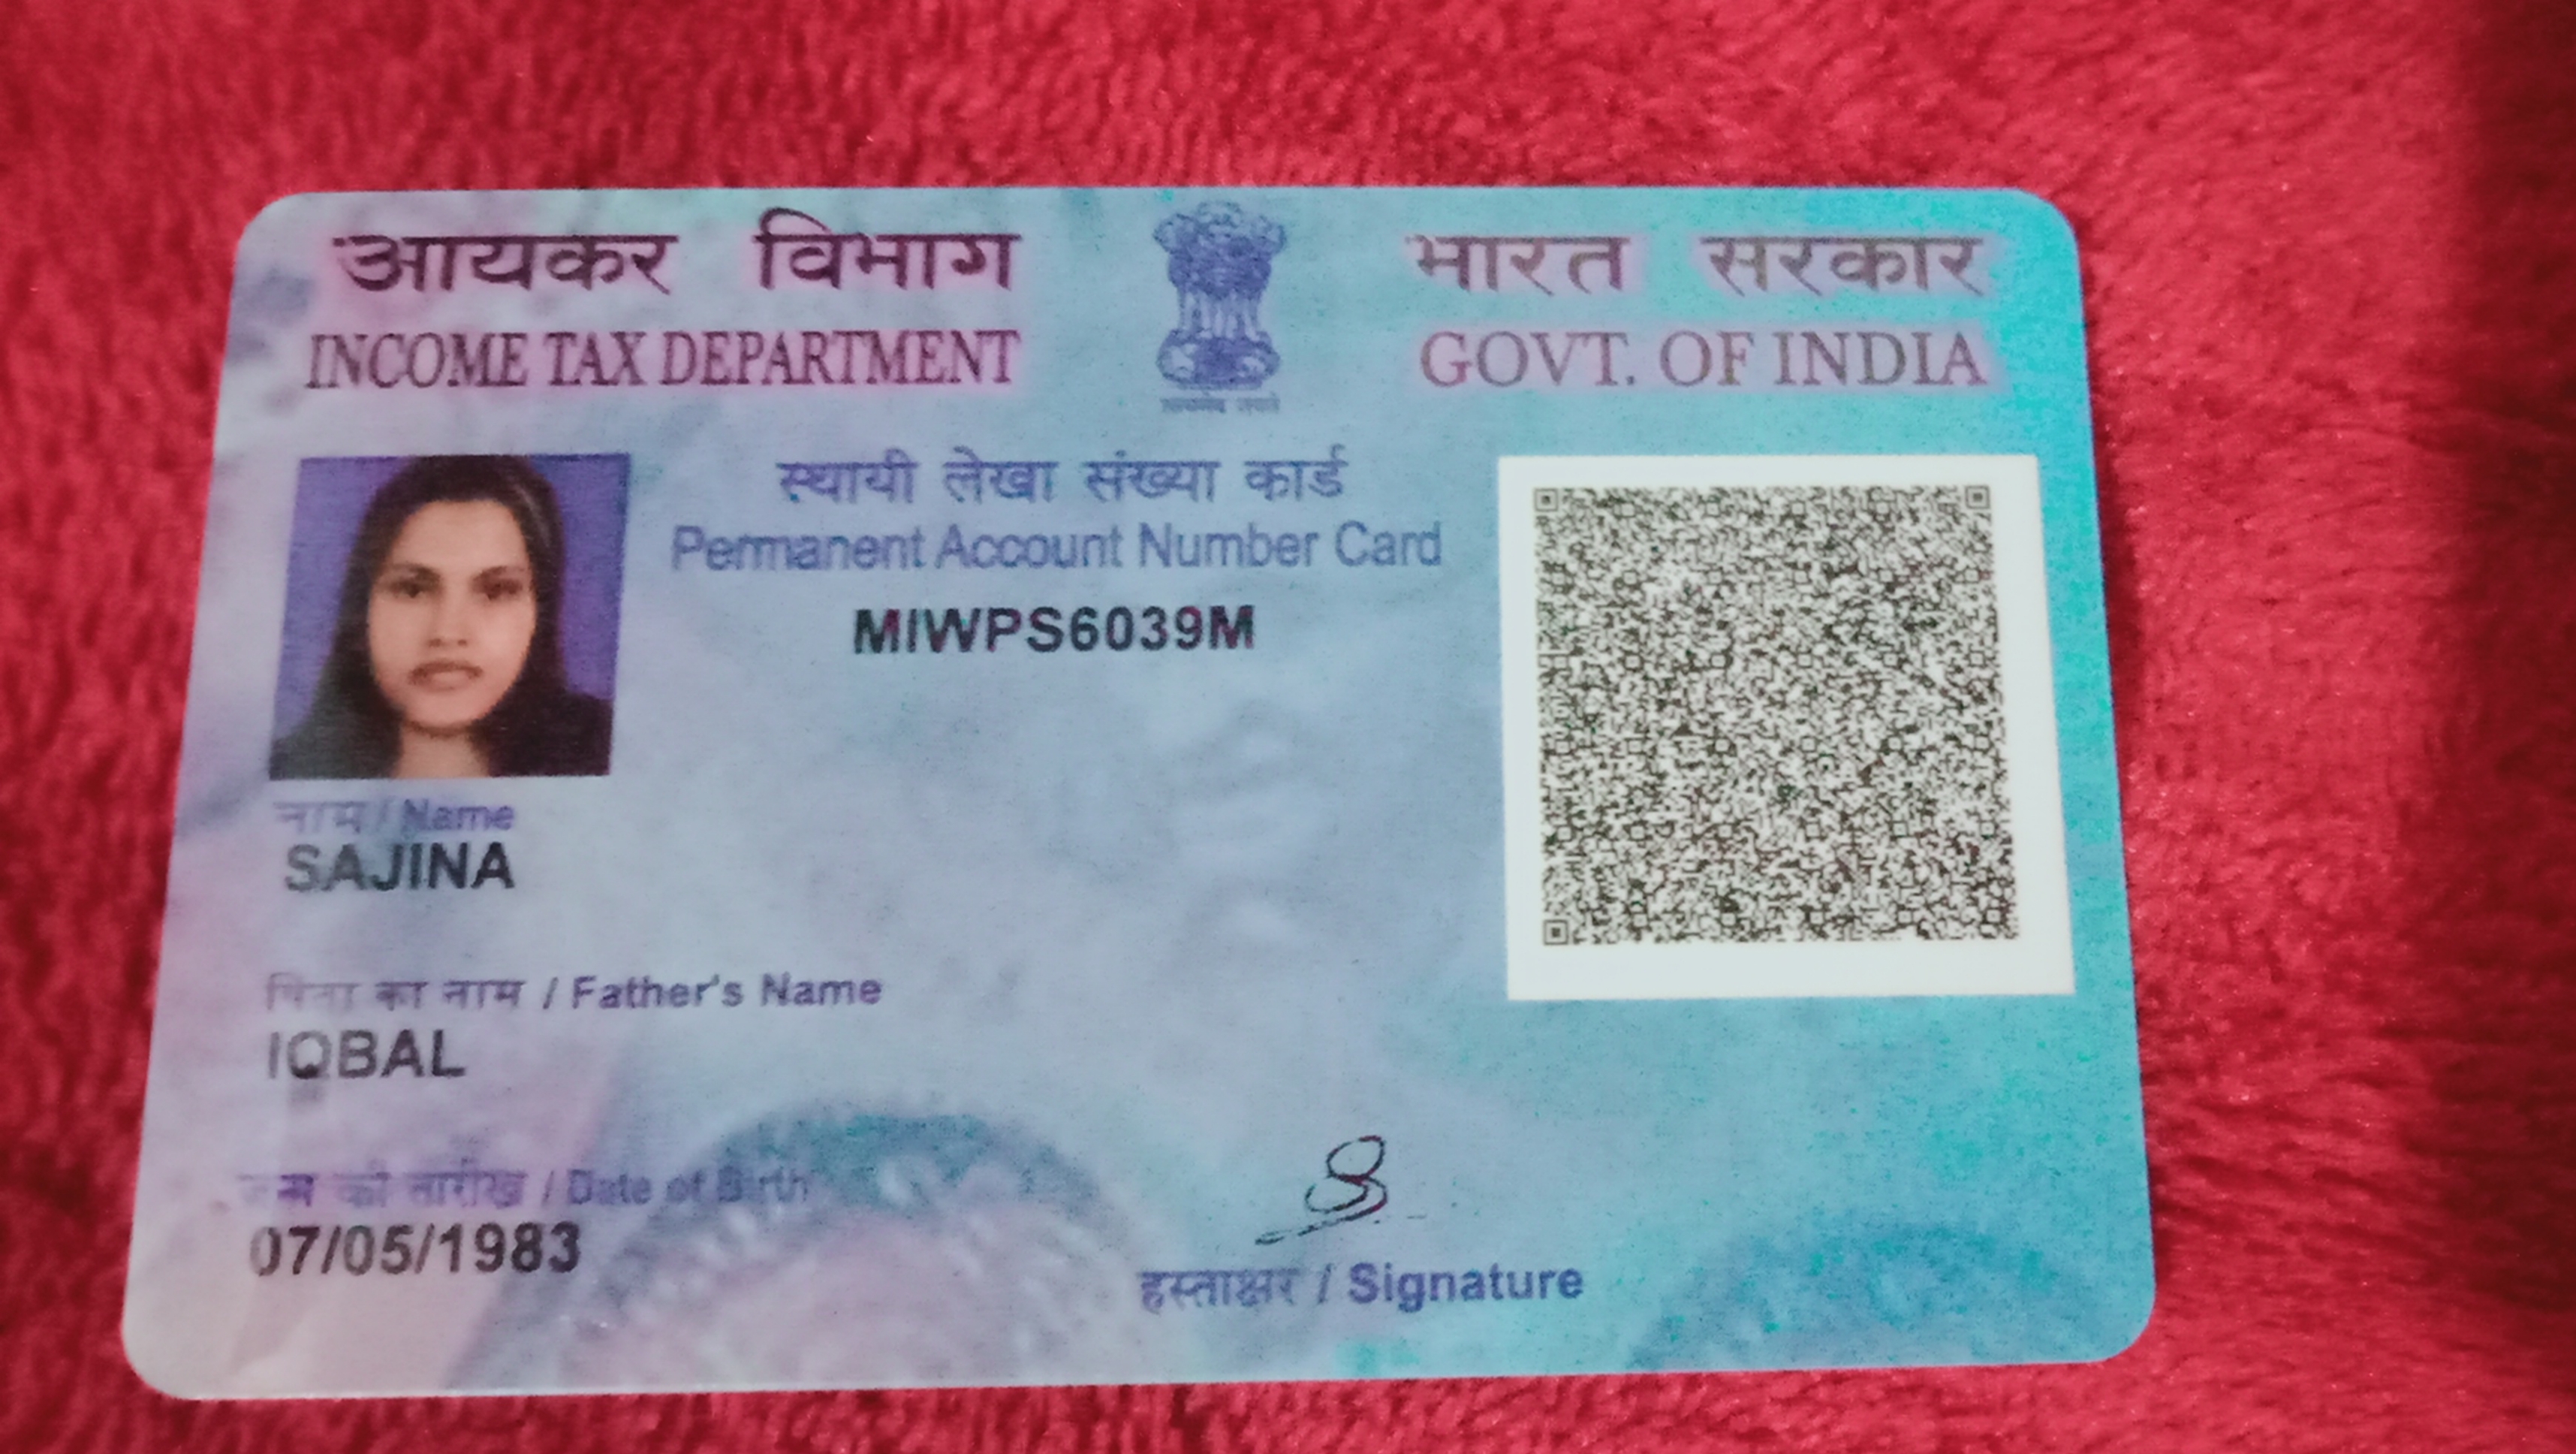 आयकर विभाग
INCOME TAX DEPARTMENT
भारत सरकार
GOVT. OF INDIA
सत्यमेव जयते
स्थायी लेखा संख्या कार्ड
Permanent Account Number Card
MIWPS6039M
नाम / Name
SAJINA
पिता का नाम / Father's Name
IQBAL
जन्म की तारीख / Date of Birth
07/05/1983
हस्ताक्षर / Signature